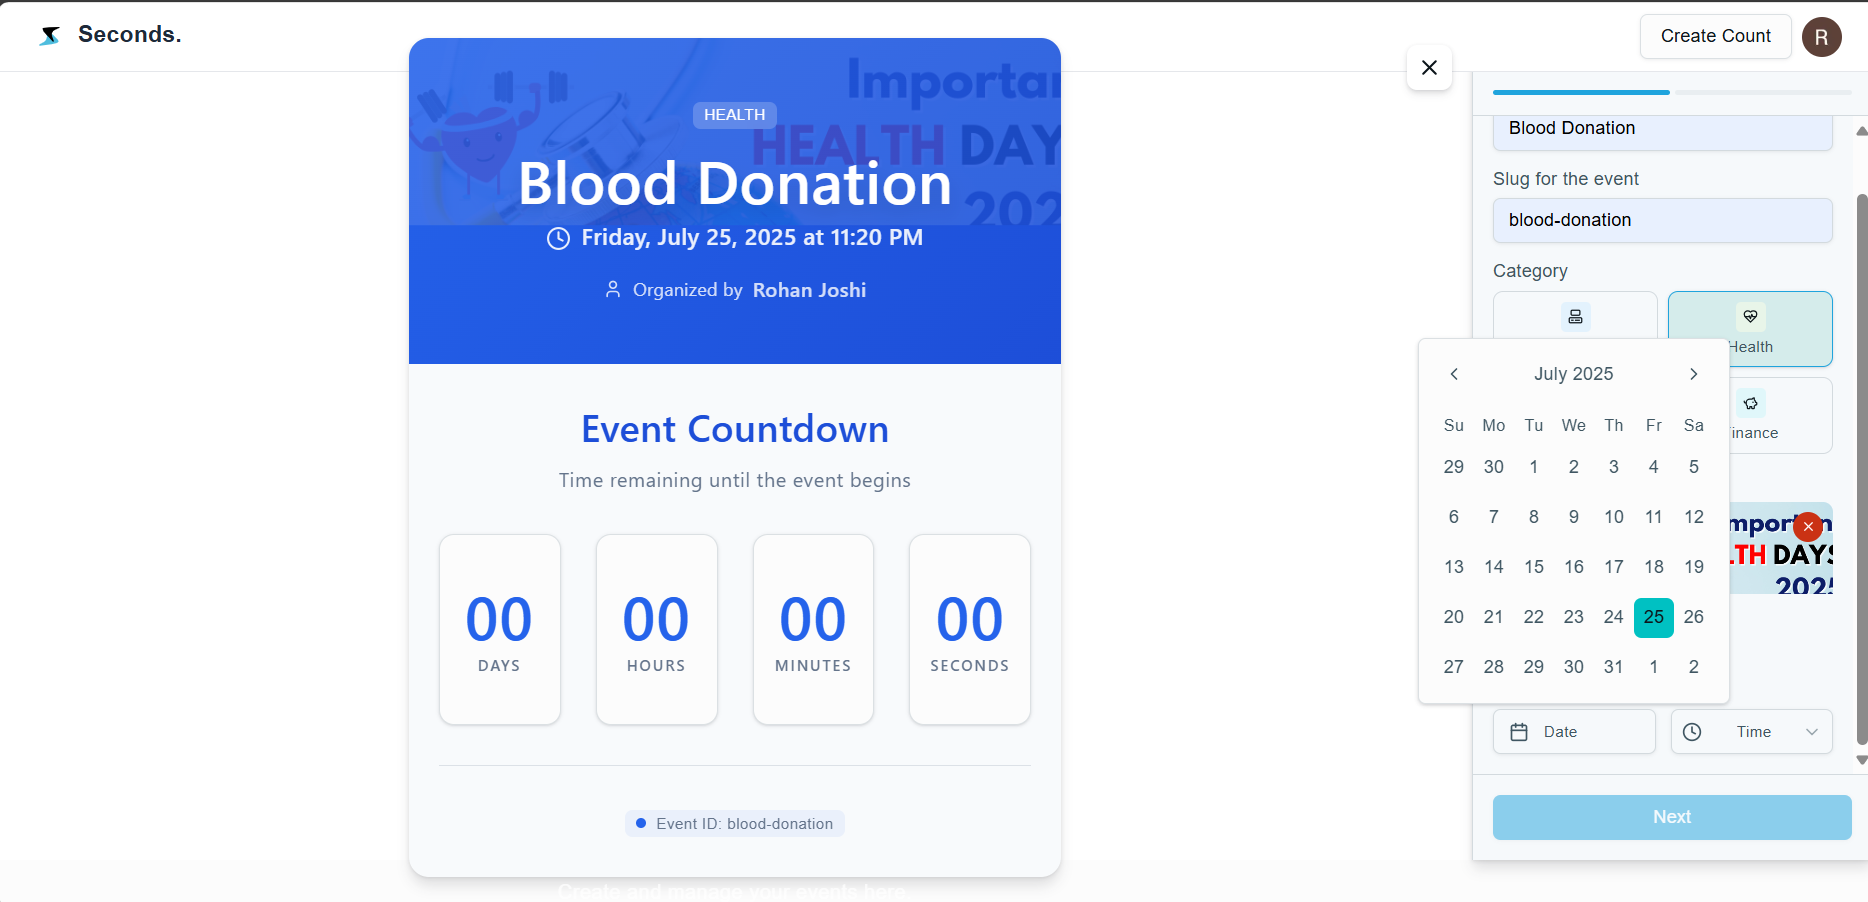 Seconds.
Create Count
R
Importan
HEALTH DAY
202
HEALTH
Blood Donation
Friday, July 25, 2025 at 11:20 PM
Organized by Rohan Joshi
Event Countdown
Time remaining until the event begins
00 00 00 00
DAYS HOURS MINUTES SECONDS
Event ID: blood-donation
Create and manage your events here.
Blood Donation
Slug for the event
blood-donation
Category
Health
inance
July 2025
Su Mo Tu We Th Fr Sa
29 30 1 2 3 4 5
6 7 8 9 10 11 12
13 14 15 16 17 18 19
20 21 22 23 24 25 26
27 28 29 30 31 1 2
LTH DAYS
202
Date
Time
Next